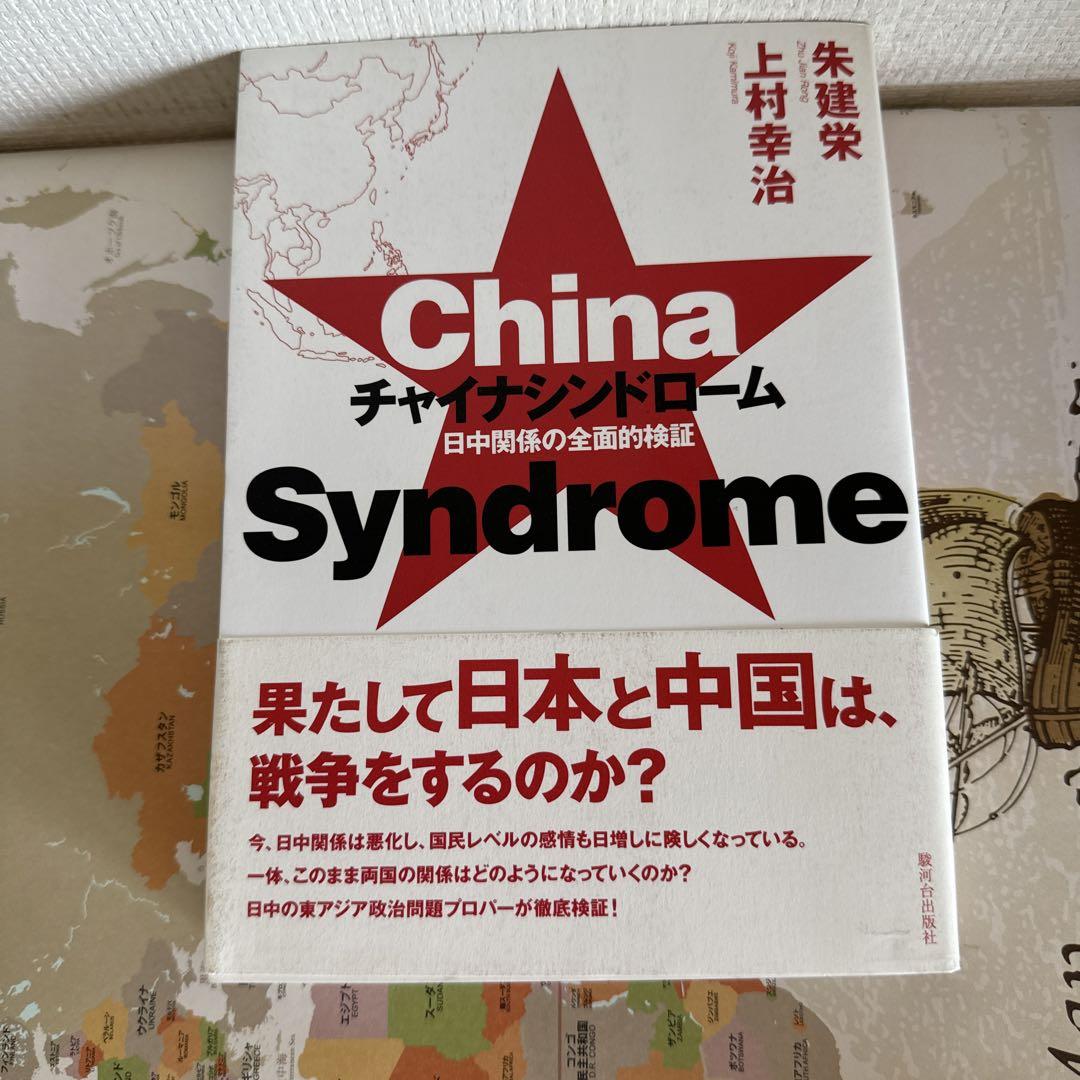 朱建栄
Zhu Jian Rong
上村幸治
Koji Kamimura
China
チャイナシンドローム
日中関係の全面的検証
Syndrome
果たして日本と中国は、
戦争をするのか?
今、日中関係は悪化し、国民レベルの感情も日増しに険しくなっている。
一体、このまま両国の関係はどのようになっていくのか?
日中の東アジア政治問題プロパーが徹底検証!
駿河台出版社
モンゴル
MONGOLIA
カザフスタン
KAZAKHSTAN
ウクライナ
UKRAINE
エジプト
EGYPT
コンゴ
民主共和国
D.R. CONGO
ザンビア
ZAMBIA
ボツワナ
BOTSWANA
ジンバブエ